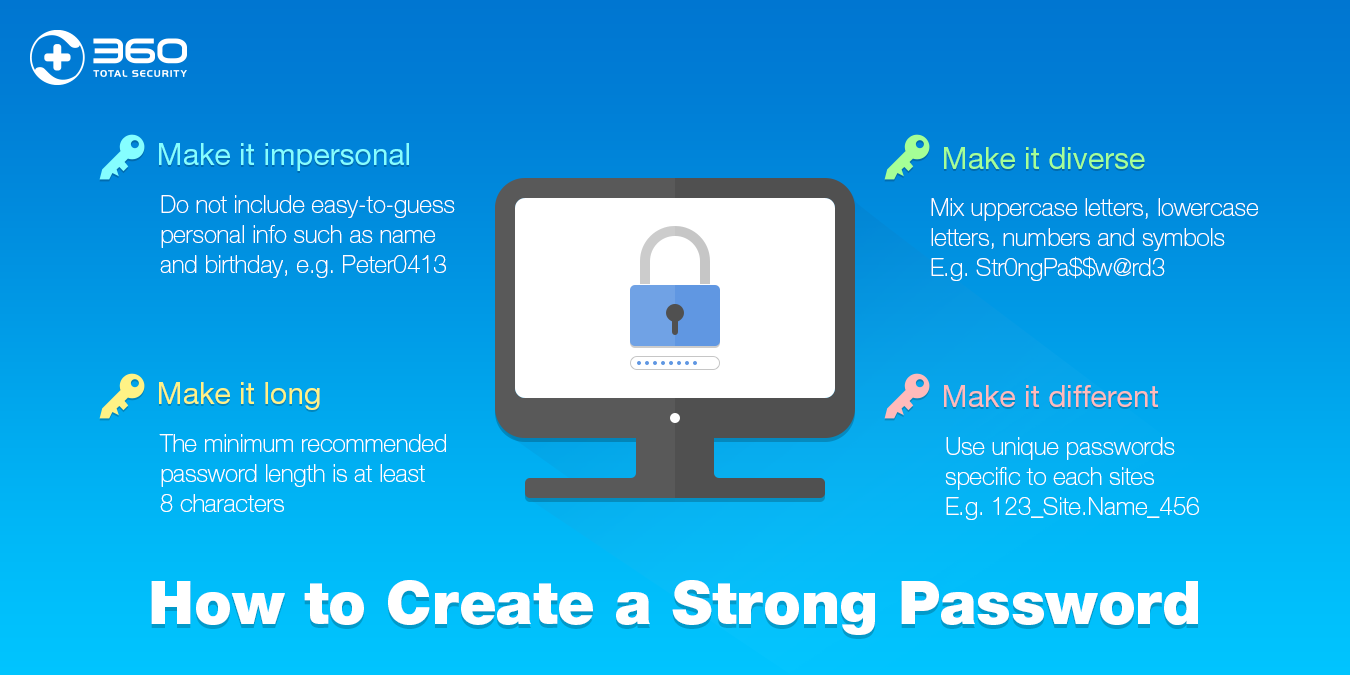 360
TOTAL SECURITY
Make it impersonal
Do not include easy-to-guess
personal info such as name
and birthday, e.g. Peter0413
Make it diverse
Mix uppercase letters, lowercase
letters, numbers and symbols
E.g. Str0ngPa$$w@rd3
Make it long
The minimum recommended
password length is at least
8 characters
Make it different
Use unique passwords
specific to each sites
E.g. 123_Site.Name_456
How to Create a Strong Password